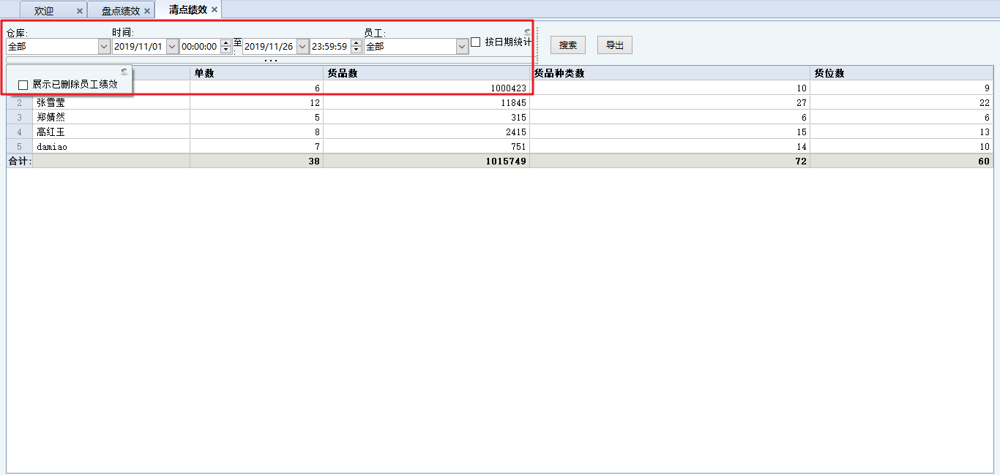 欢迎 盘点绩效 清点绩效
仓库: 时间: 员工:
全部 2019/11/01 00:00:00 至: 2019/11/26 23:59:59 全部 按日期统计 搜索 导出
...
单数 货品数 货品种类数 货位数
展示已删除员工绩效
6 1000423 10 9
2 张雪莹 12 11845 27 22
3 郑婧然 5 315 6 6
4 高红玉 8 2415 15 13
5 damiao 7 751 14 10
合计: 38 1015749 72 60